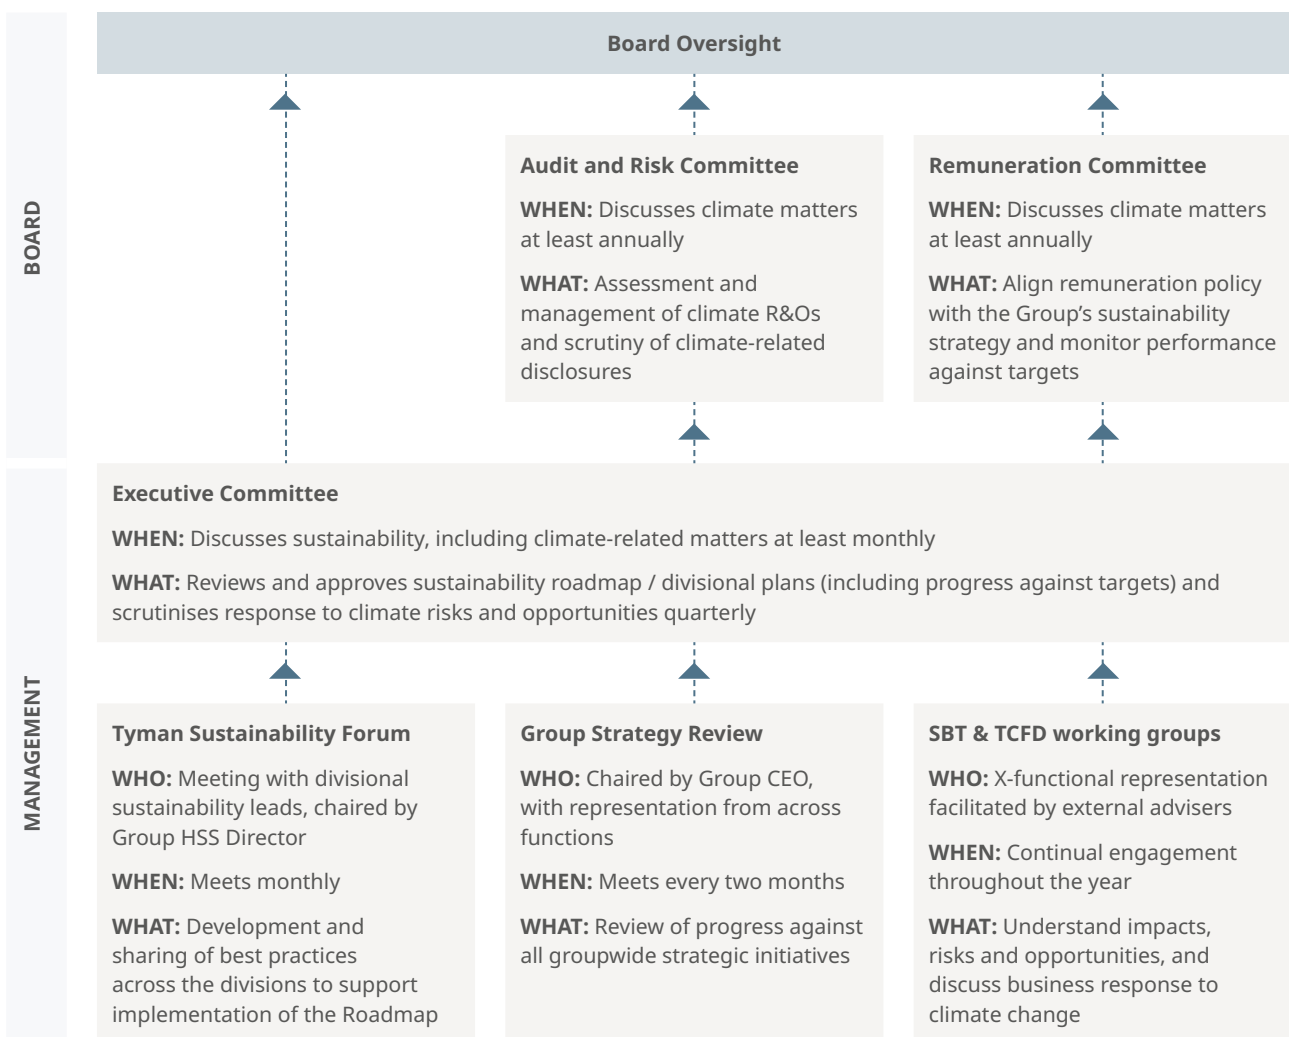 Board Oversight
BOARD
Audit and Risk Committee
WHEN: Discusses climate matters
at least annually
WHAT: Assessment and
management of climate R&Os
and scrutiny of climate-related
disclosures
Remuneration Committee
WHEN: Discusses climate matters
at least annually
WHAT: Align remuneration policy
with the Group’s sustainability
strategy and monitor performance
against targets
MANAGEMENT
Executive Committee
WHEN: Discusses sustainability, including climate-related matters at least monthly
WHAT: Reviews and approves sustainability roadmap / divisional plans (including progress against targets) and
scrutinises response to climate risks and opportunities quarterly
Tyman Sustainability Forum
WHO: Meeting with divisional
sustainability leads, chaired by
Group HSS Director
WHEN: Meets monthly
WHAT: Development and
sharing of best practices
across the divisions to support
implementation of the Roadmap
Group Strategy Review
WHO: Chaired by Group CEO,
with representation from across
functions
WHEN: Meets every two months
WHAT: Review of progress against
all groupwide strategic initiatives
SBT & TCFD working groups
WHO: X-functional representation
facilitated by external advisers
WHEN: Continual engagement
throughout the year
WHAT: Understand impacts,
risks and opportunities, and
discuss business response to
climate change